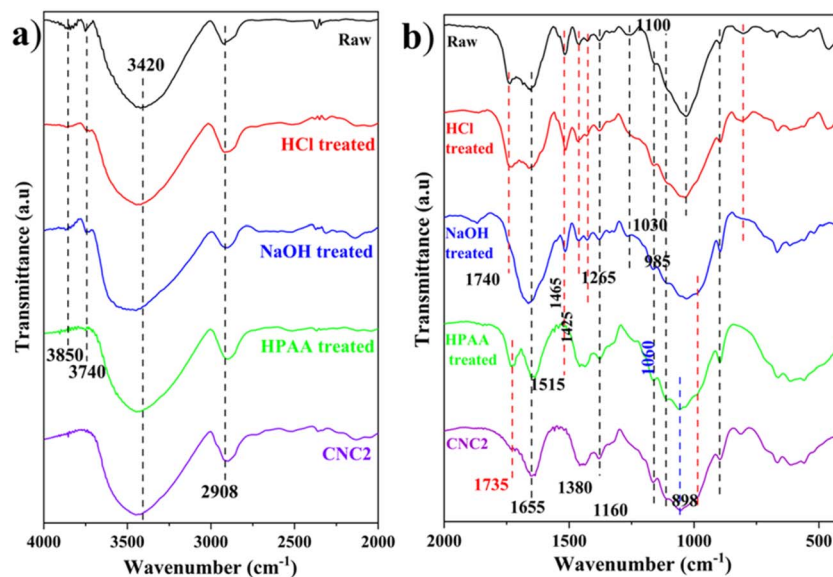 a)
Raw
3420
HCl treated
NaOH treated
HPAA treated
3850
3740
CNC2
2908
Transmittance (a.u)
4000 3500 3000 2500 2000
Wavenumber (cm-1)
b)
1100
Raw
HCl
treated
NaOH
treated
1030
985
1740
1465
1425
1265
HPAA
treated
1515
1060
CNC2
1735
1655
1380
1160
898
Transmittance (a.u)
2000 1500 1000 500
Wavenumber (cm-1)